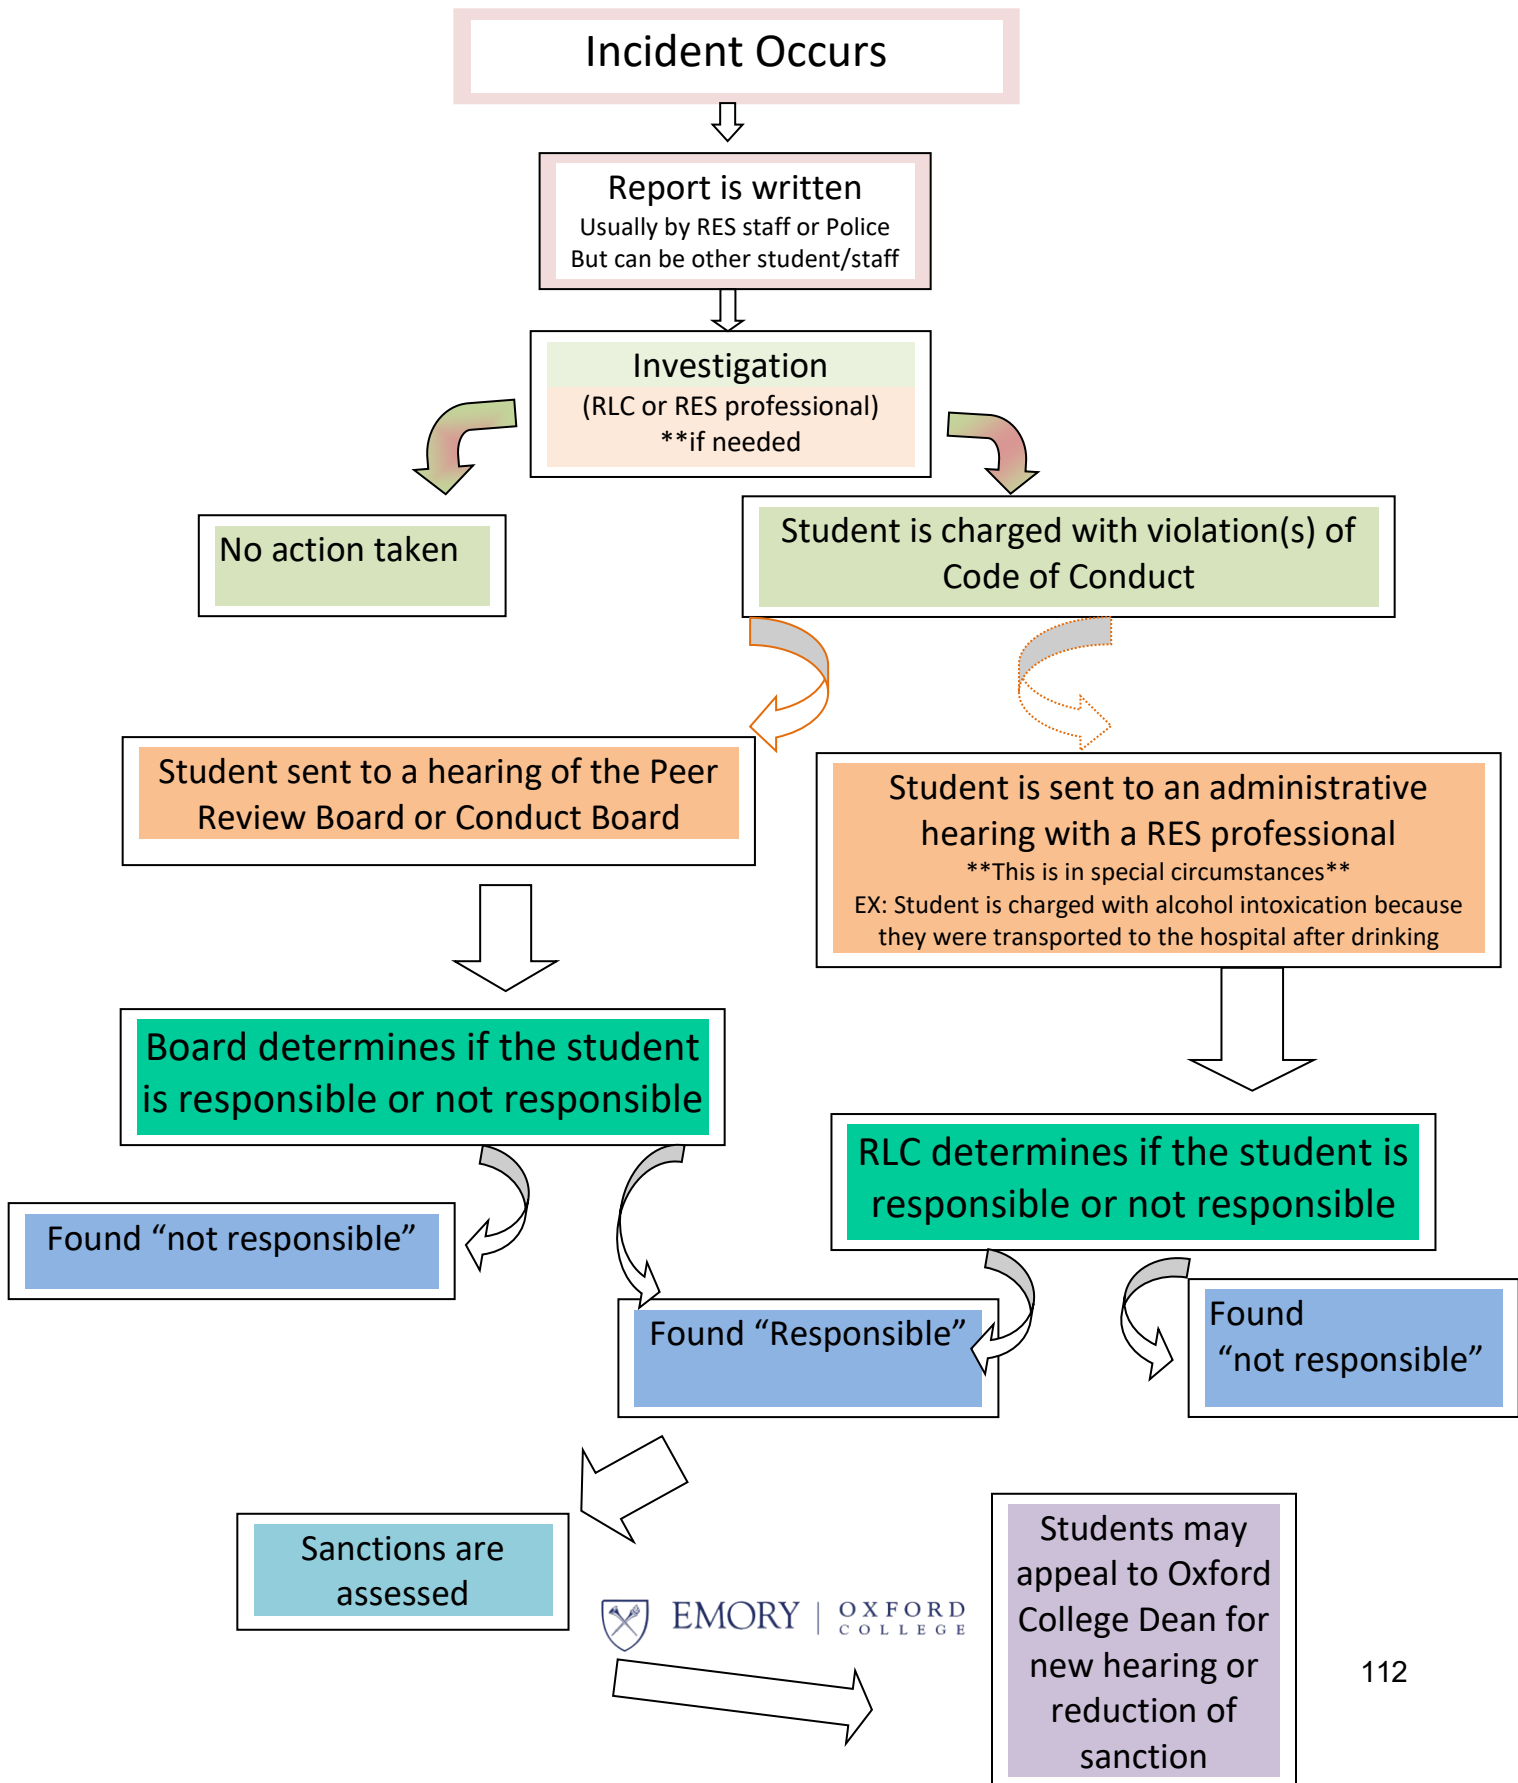 Incident Occurs
Report is written
Usually by RES staff or Police
But can be other student/staff
Investigation
(RLC or RES professional)
**if needed
No action taken
Student is charged with violation(s) of
Code of Conduct
Student sent to a hearing of the Peer
Review Board or Conduct Board
Student is sent to an administrative
hearing with a RES professional
**This is in special circumstances**
EX: Student is charged with alcohol intoxication because
they were transported to the hospital after drinking
Board determines if the student
is responsible or not responsible
RLC determines if the student is
responsible or not responsible
Found “not responsible”
Found “Responsible”
Found
“not responsible”
Sanctions are
assessed
EMORY | OXFORD
COLLEGE
Students may
appeal to Oxford
College Dean for
new hearing or
reduction of
sanction
112